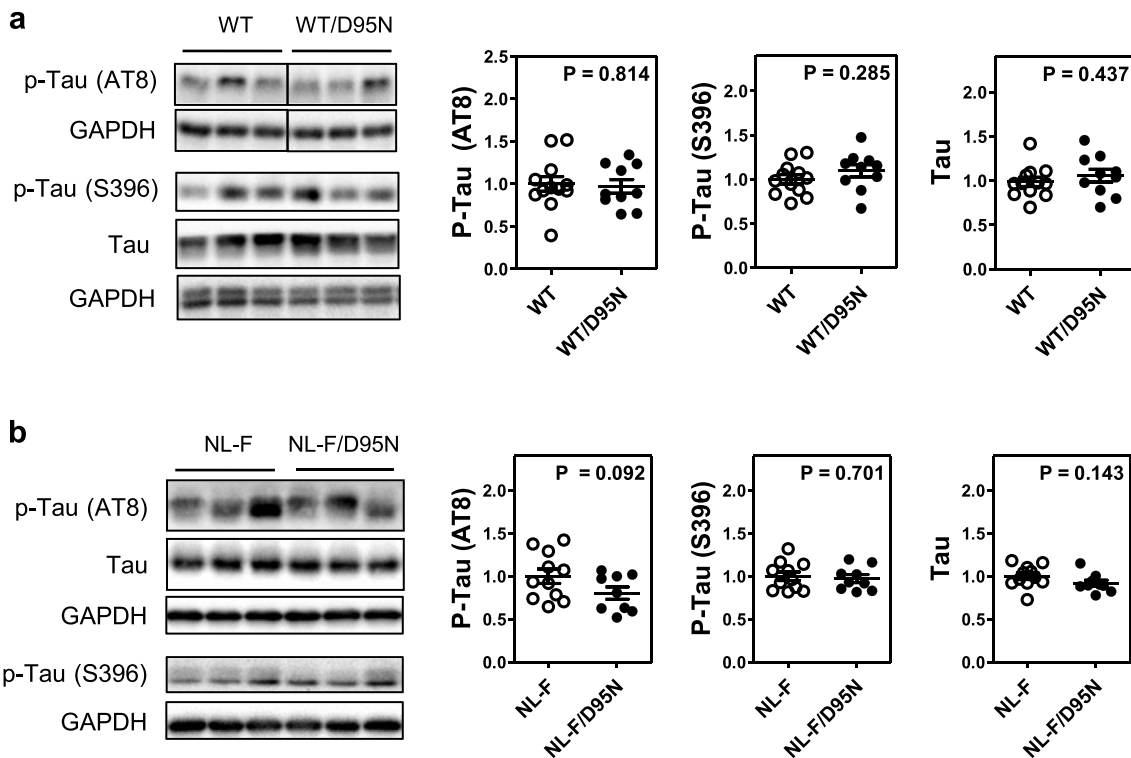 a
WT WT/D95N
p-Tau (AT8)
GAPDH
p-Tau (S396)
Tau
GAPDH
P = 0.814
P-Tau (AT8)
2.5
2.0
1.5
1.0
0.5
0.0
WT
WT/D95N
P = 0.285
P-Tau (S396)
2.0
1.5
1.0
0.5
0.0
WT
WT/D95N
P = 0.437
Tau
2.0
1.5
1.0
0.5
0.0
WT
WT/D95N
b
NL-F NL-F/D95N
p-Tau (AT8)
Tau
GAPDH
p-Tau (S396)
GAPDH
P = 0.092
P-Tau (AT8)
2.0
1.5
1.0
0.5
0.0
NL-F
NL-F/D95N
P = 0.701
P-Tau (S396)
2.0
1.5
1.0
0.5
0.0
NL-F
NL-F/D95N
P = 0.143
Tau
2.0
1.5
1.0
0.5
0.0
NL-F
NL-F/D95N